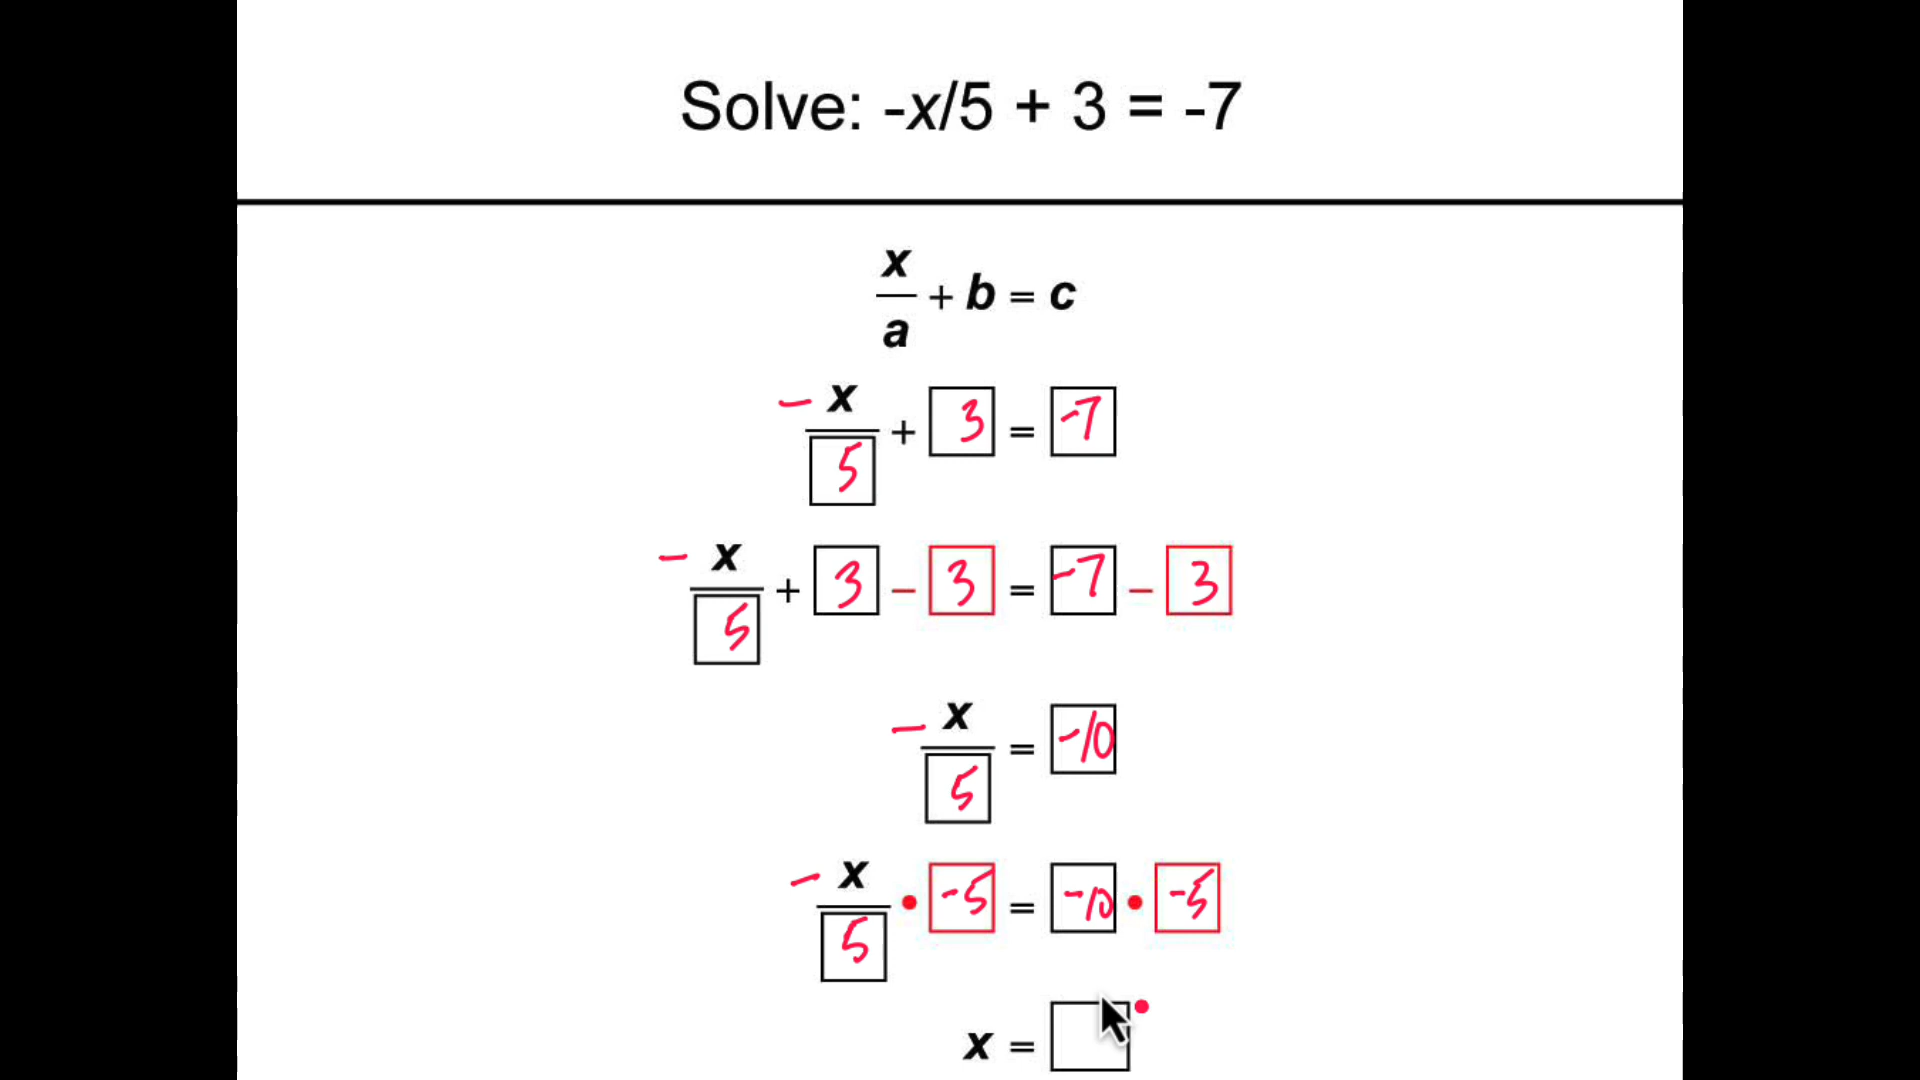 Solve: -x/5 + 3 = -7
x
a + b = c
- x
5 + 3 = -7
- x
5 + 3 - 3 = -7 - 3
- x
5 = -10
- x
5 • -5 = -10 • -5
x =